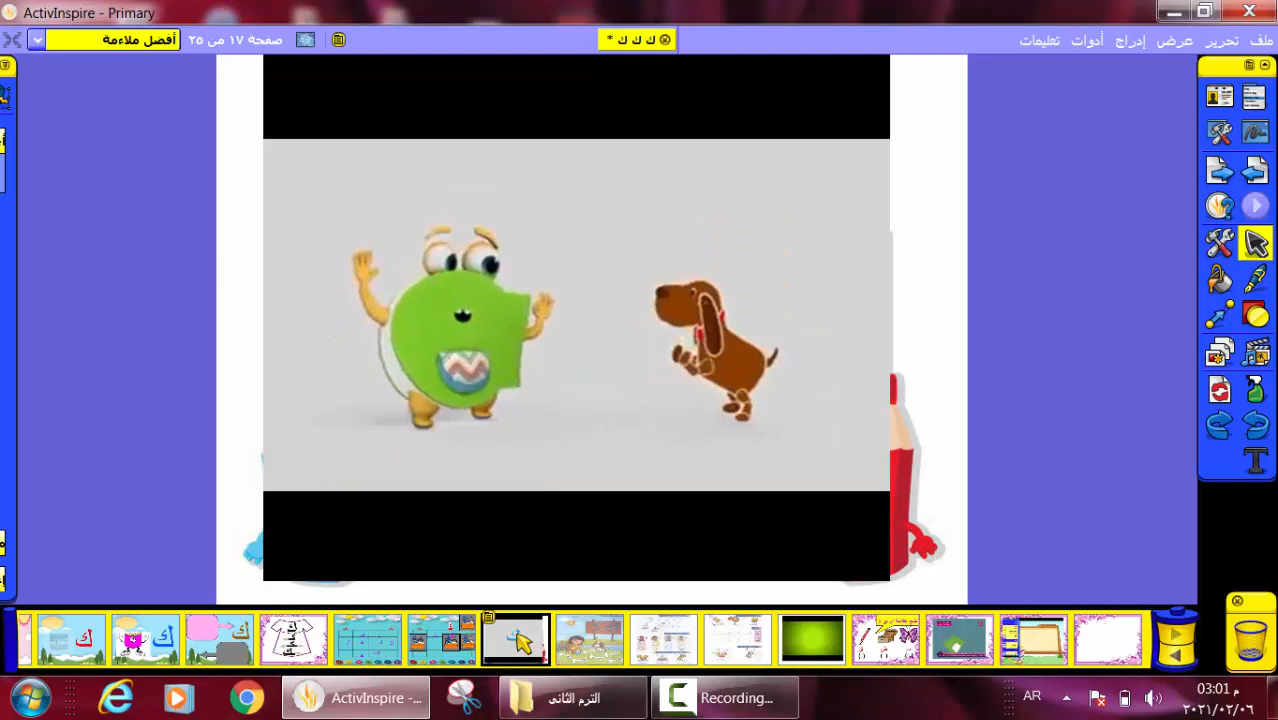 ActivInspire - Primary
ملف تحرير عرض إدراج أدوات تعليمات
ك ك ك *
صفحة ١٧ من ٢٥
أفضل ملاءمة
ك
ك
ك
ActivInspire -...
الترم الثانى
Recording...
AR
03:01 م
٢٠٢١/٠٢/٠٦